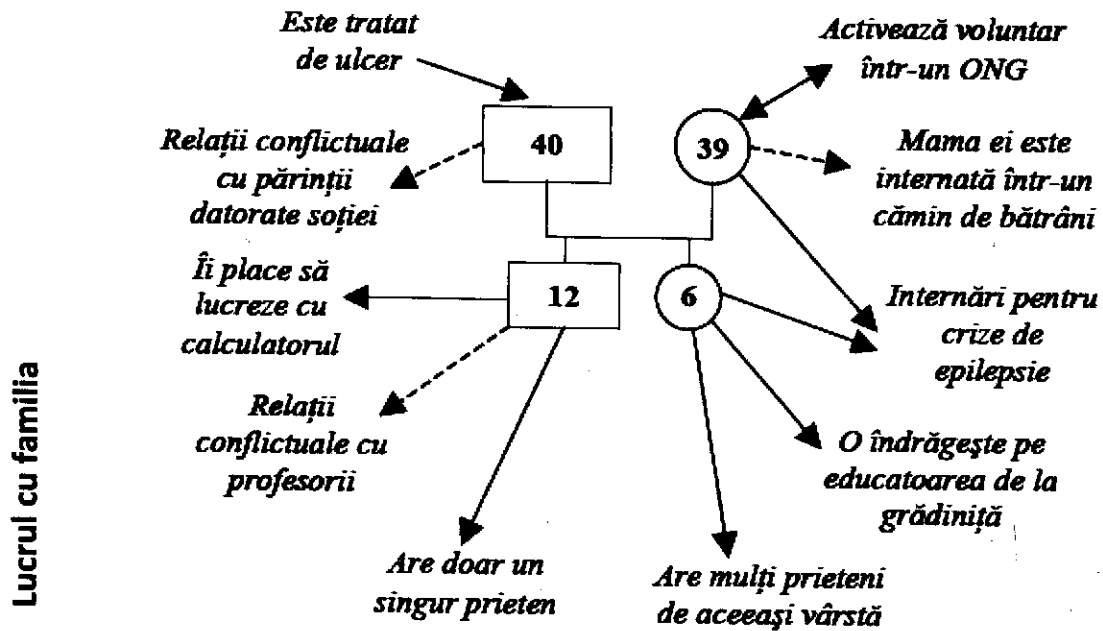 Este tratat
de ulcer
Activează voluntar
într-un ONG
Relații conflictuale
cu părinții
datorate soției
40
39
Mama ei este
internată într-un
cămin de bătrâni
Îi place să
lucreze cu
calculatorul
12
6
Internări pentru
crize de
epilepsie
Lucrul cu familia
Relații
conflictuale cu
profesorii
O îndrăgește pe
educatoarea de la
grădiniță
Are doar un
singur prieten
Are mulți prieteni
de aceeași vârstă